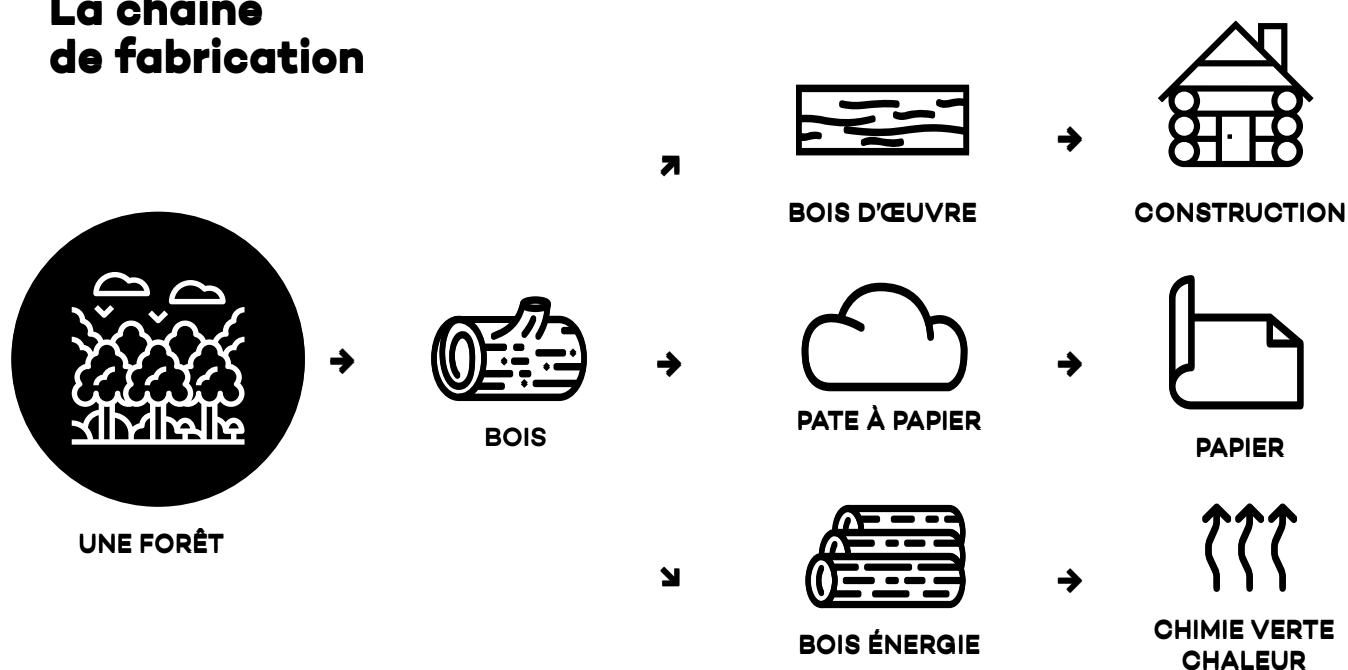 La chaîne
de fabrication
BOIS D'ŒUVRE
CONSTRUCTION
UNE FORÊT
BOIS
PATE À PAPIER
PAPIER
BOIS ÉNERGIE
CHIMIE VERTE
CHALEUR